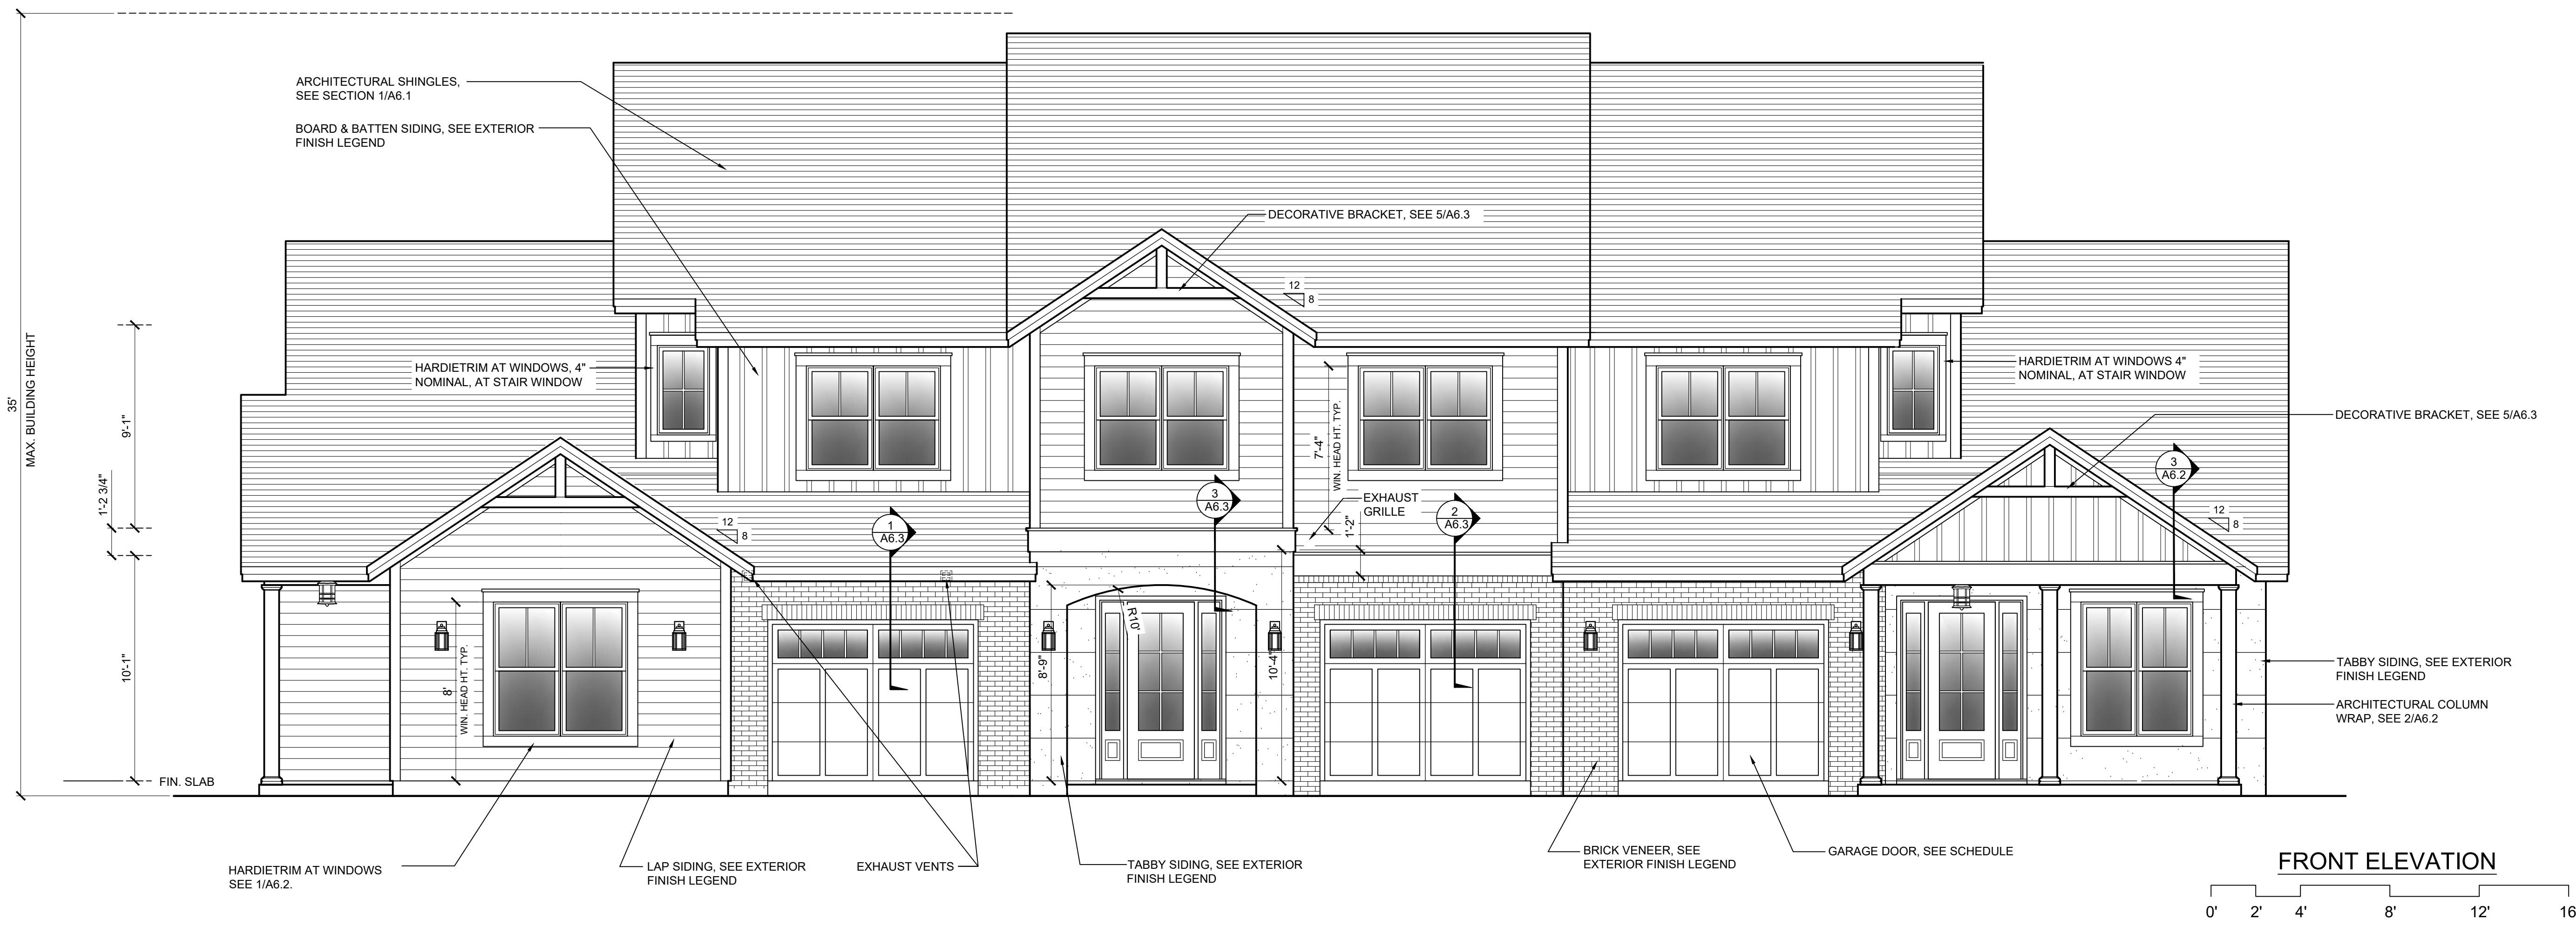 ARCHITECTURAL SHINGLES,
SEE SECTION 1/A6.1
BOARD & BATTEN SIDING, SEE EXTERIOR
FINISH LEGEND
DECORATIVE BRACKET, SEE 5/A6.3
12
8
35'
MAX. BUILDING HEIGHT
9'-1"
1'-2 3/4"
10'-1"
HARDIETRIM AT WINDOWS, 4"
NOMINAL, AT STAIR WINDOW
HARDIETRIM AT WINDOWS 4"
NOMINAL, AT STAIR WINDOW
DECORATIVE BRACKET, SEE 5/A6.3
7'-4"
WIN. HEAD HT. TYP.
3
A6.2
3
A6.3
EXHAUST
GRILLE
2
A6.3
1'-2"
12
8
1
A6.3
12
8
R10'
8'
WIN. HEAD HT. TYP.
8'-9"
10'-4"
TABBY SIDING, SEE EXTERIOR
FINISH LEGEND
ARCHITECTURAL COLUMN
WRAP, SEE 2/A6.2
FIN. SLAB
HARDIETRIM AT WINDOWS
SEE 1/A6.2.
LAP SIDING, SEE EXTERIOR
FINISH LEGEND
EXHAUST VENTS
TABBY SIDING, SEE EXTERIOR
FINISH LEGEND
BRICK VENEER, SEE
EXTERIOR FINISH LEGEND
GARAGE DOOR, SEE SCHEDULE
FRONT ELEVATION
0' 2' 4' 8' 12' 16